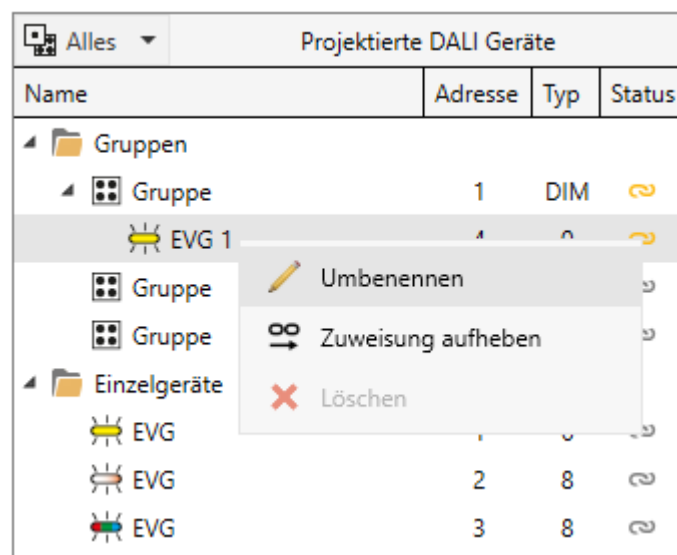 Alles Projektierte DALI Geräte
Name Adresse Typ Status
Gruppen
Gruppe 1 DIM
EVG 1
Umbenennen
Gruppe
Gruppe
Zuweisung aufheben
Einzelgeräte
Löschen
EVG
EVG 2 8
EVG 3 8